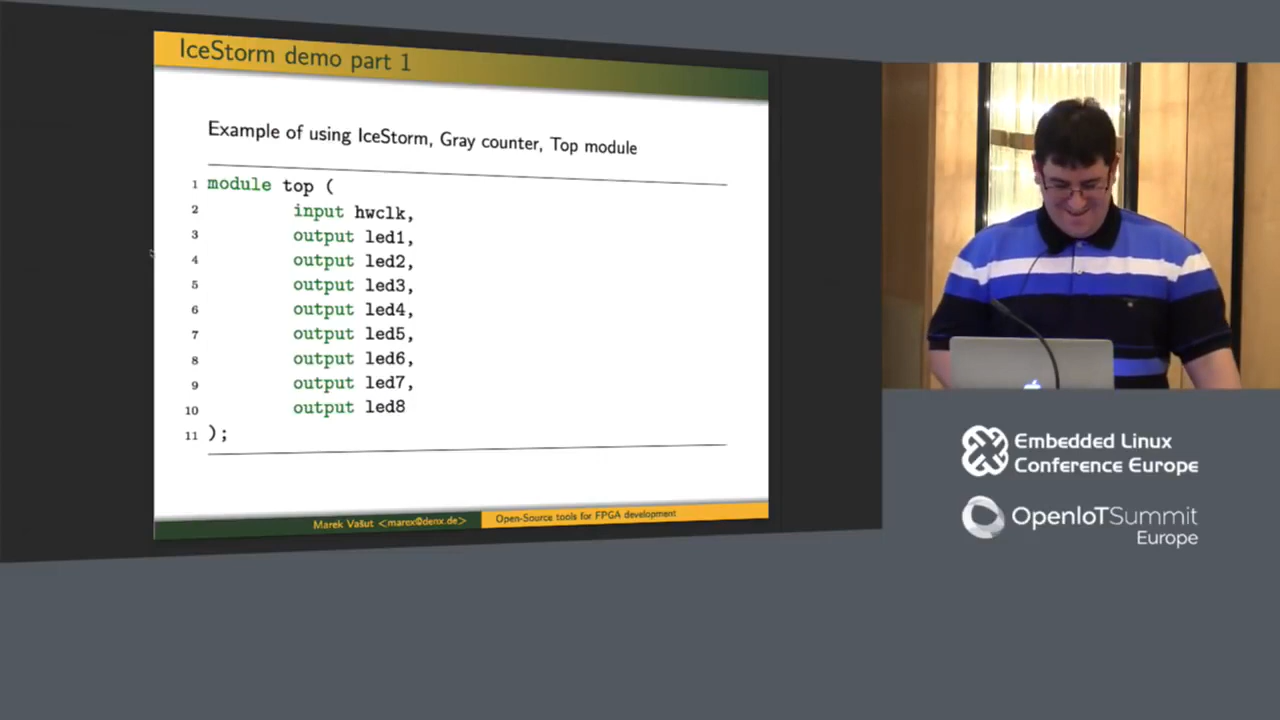 IceStorm demo part 1
Example of using IceStorm, Gray counter, Top module
1 module top (
2 input hwclk,
3 output led1,
4 output led2,
5 output led3,
6 output led4,
7 output led5,
8 output led6,
9 output led7,
10 output led8
11 );
Marek Vašut <marex@denx.de>
Open-Source tools for FPGA development
Embedded Linux
Conference Europe
OpenIoTSummit
Europe